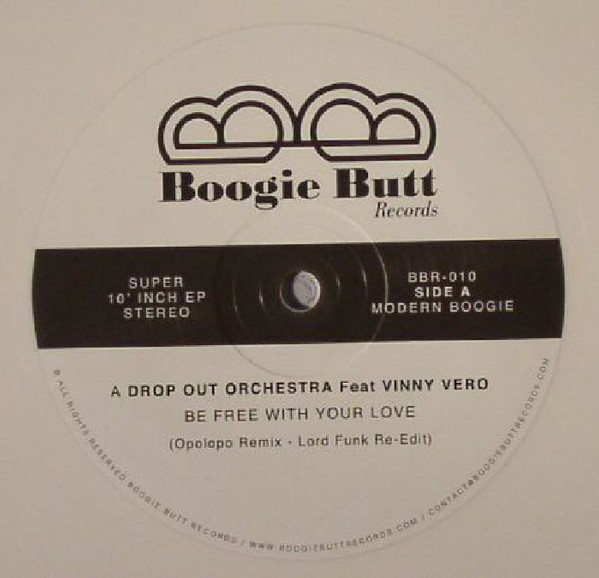 Boogie Butt
Records
SUPER
10' INCH EP
STEREO
BBR-010
SIDE A
MODERN BOOGIE
A DROP OUT ORCHESTRA Feat VINNY VERO
BE FREE WITH YOUR LOVE
(Opolopo Remix - Lord Funk Re-Edit)
© ALL RIGHTS RESERVED BOOGIE BUTT RECORDS / WWW.BOOGIEBUTTRECORDS.COM / CONTACT@BOOGIEBUTTRECORDS.COM